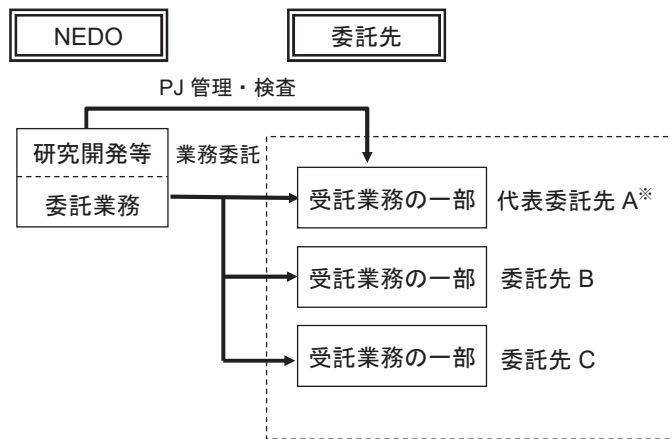 NEDO
委託先
PJ 管理・検査
研究開発等
業務委託
委託業務
受託業務の一部 代表委託先 A※
受託業務の一部 委託先 B
受託業務の一部 委託先 C